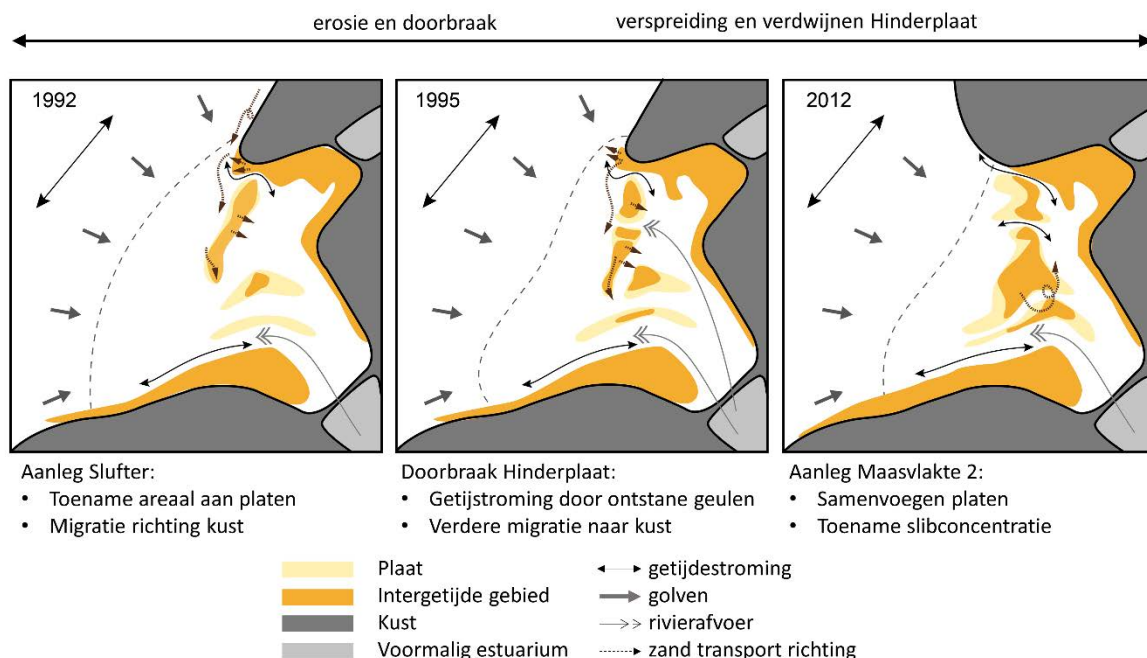 erosie en doorbraak
verspreiding en verdwijnen Hinderplaat
1992
1995
2012
Aanleg Slufter:
• Toename areaal aan platen
• Migratie richting kust
Doorbraak Hinderplaat:
• Getijstroming door ontstane geulen
• Verdere migratie naar kust
Aanleg Maasvlakte 2:
• Samenvoegen platen
• Toename slibconcentratie
Plaat
Intergetijde gebied
Kust
Voormalig estuarium
getijdestroming
golven
rivierafvoer
zand transport richting